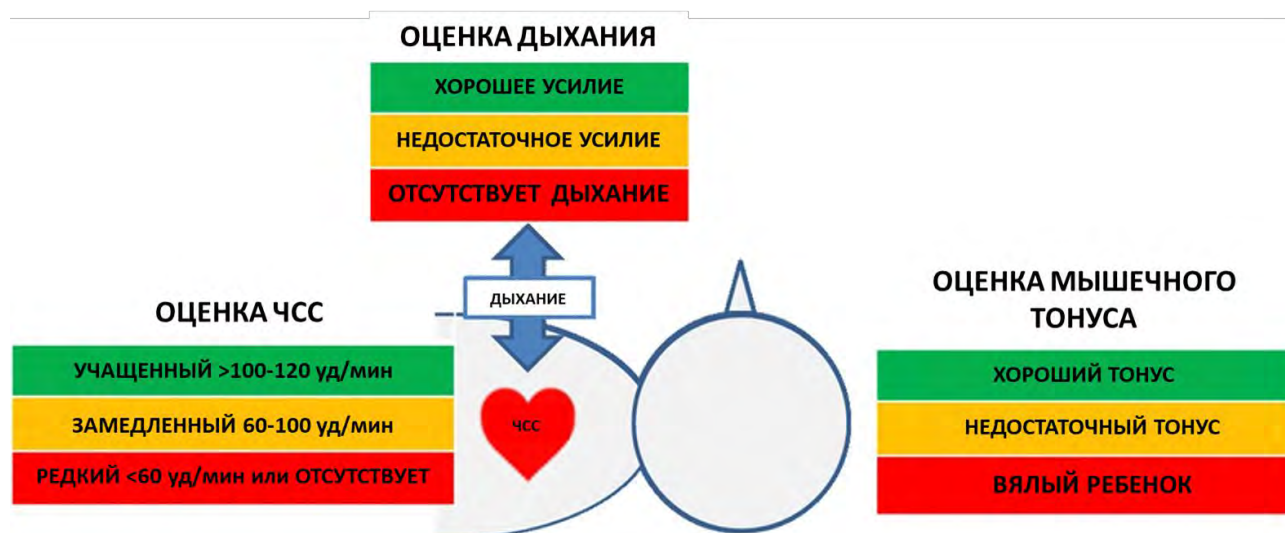 ОЦЕНКА ДЫХАНИЯ
ХОРОШЕЕ УСИЛИЕ
НЕДОСТАТОЧНОЕ УСИЛИЕ
ОТСУТСТВУЕТ ДЫХАНИЕ
ДЫХАНИЕ
ОЦЕНКА ЧСС
УЧАЩЕННЫЙ >100-120 уд/мин
ЗАМЕДЛЕННЫЙ 60-100 уд/мин
РЕДКИЙ <60 уд/мин или ОТСУТСТВУЕТ
ЧСС
ОЦЕНКА МЫШЕЧНОГО
ТОНУСА
ХОРОШИЙ ТОНУС
НЕДОСТАТОЧНЫЙ ТОНУС
ВЯЛЫЙ РЕБЕНОК